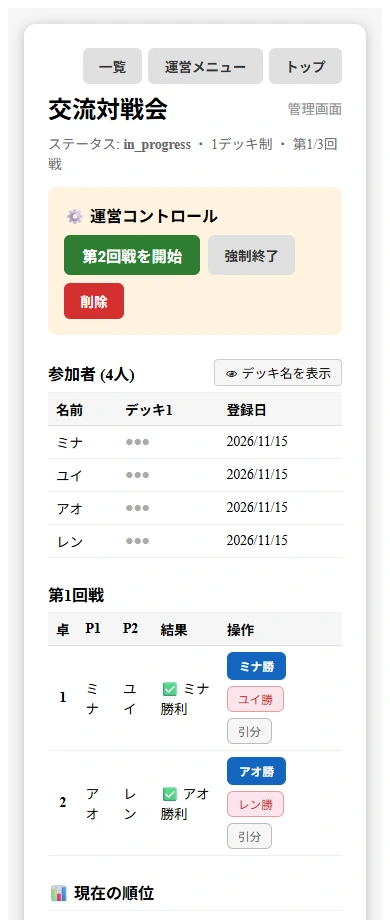 一覧 運営メニュー トップ
交流対戦会 管理画面
ステータス: in_progress ・ 1デッキ制 ・ 第1/3回
戦
⚙️ 運営コントロール
第2回戦を開始 強制終了
削除
参加者 (4人) 👁 デッキ名を表示
名前 デッキ1 登録日
ミナ ●●● 2026/11/15
ユイ ●●● 2026/11/15
アオ ●●● 2026/11/15
レン ●●● 2026/11/15
第1回戦
卓 P1 P2 結果 操作
ミナ勝
1 ミ
ナ ユ
イ ✅ ミナ
勝利 ユイ勝
引分
アオ勝
2 ア
オ レ
ン ✅ アオ
勝利 レン勝
引分
📊 現在の順位